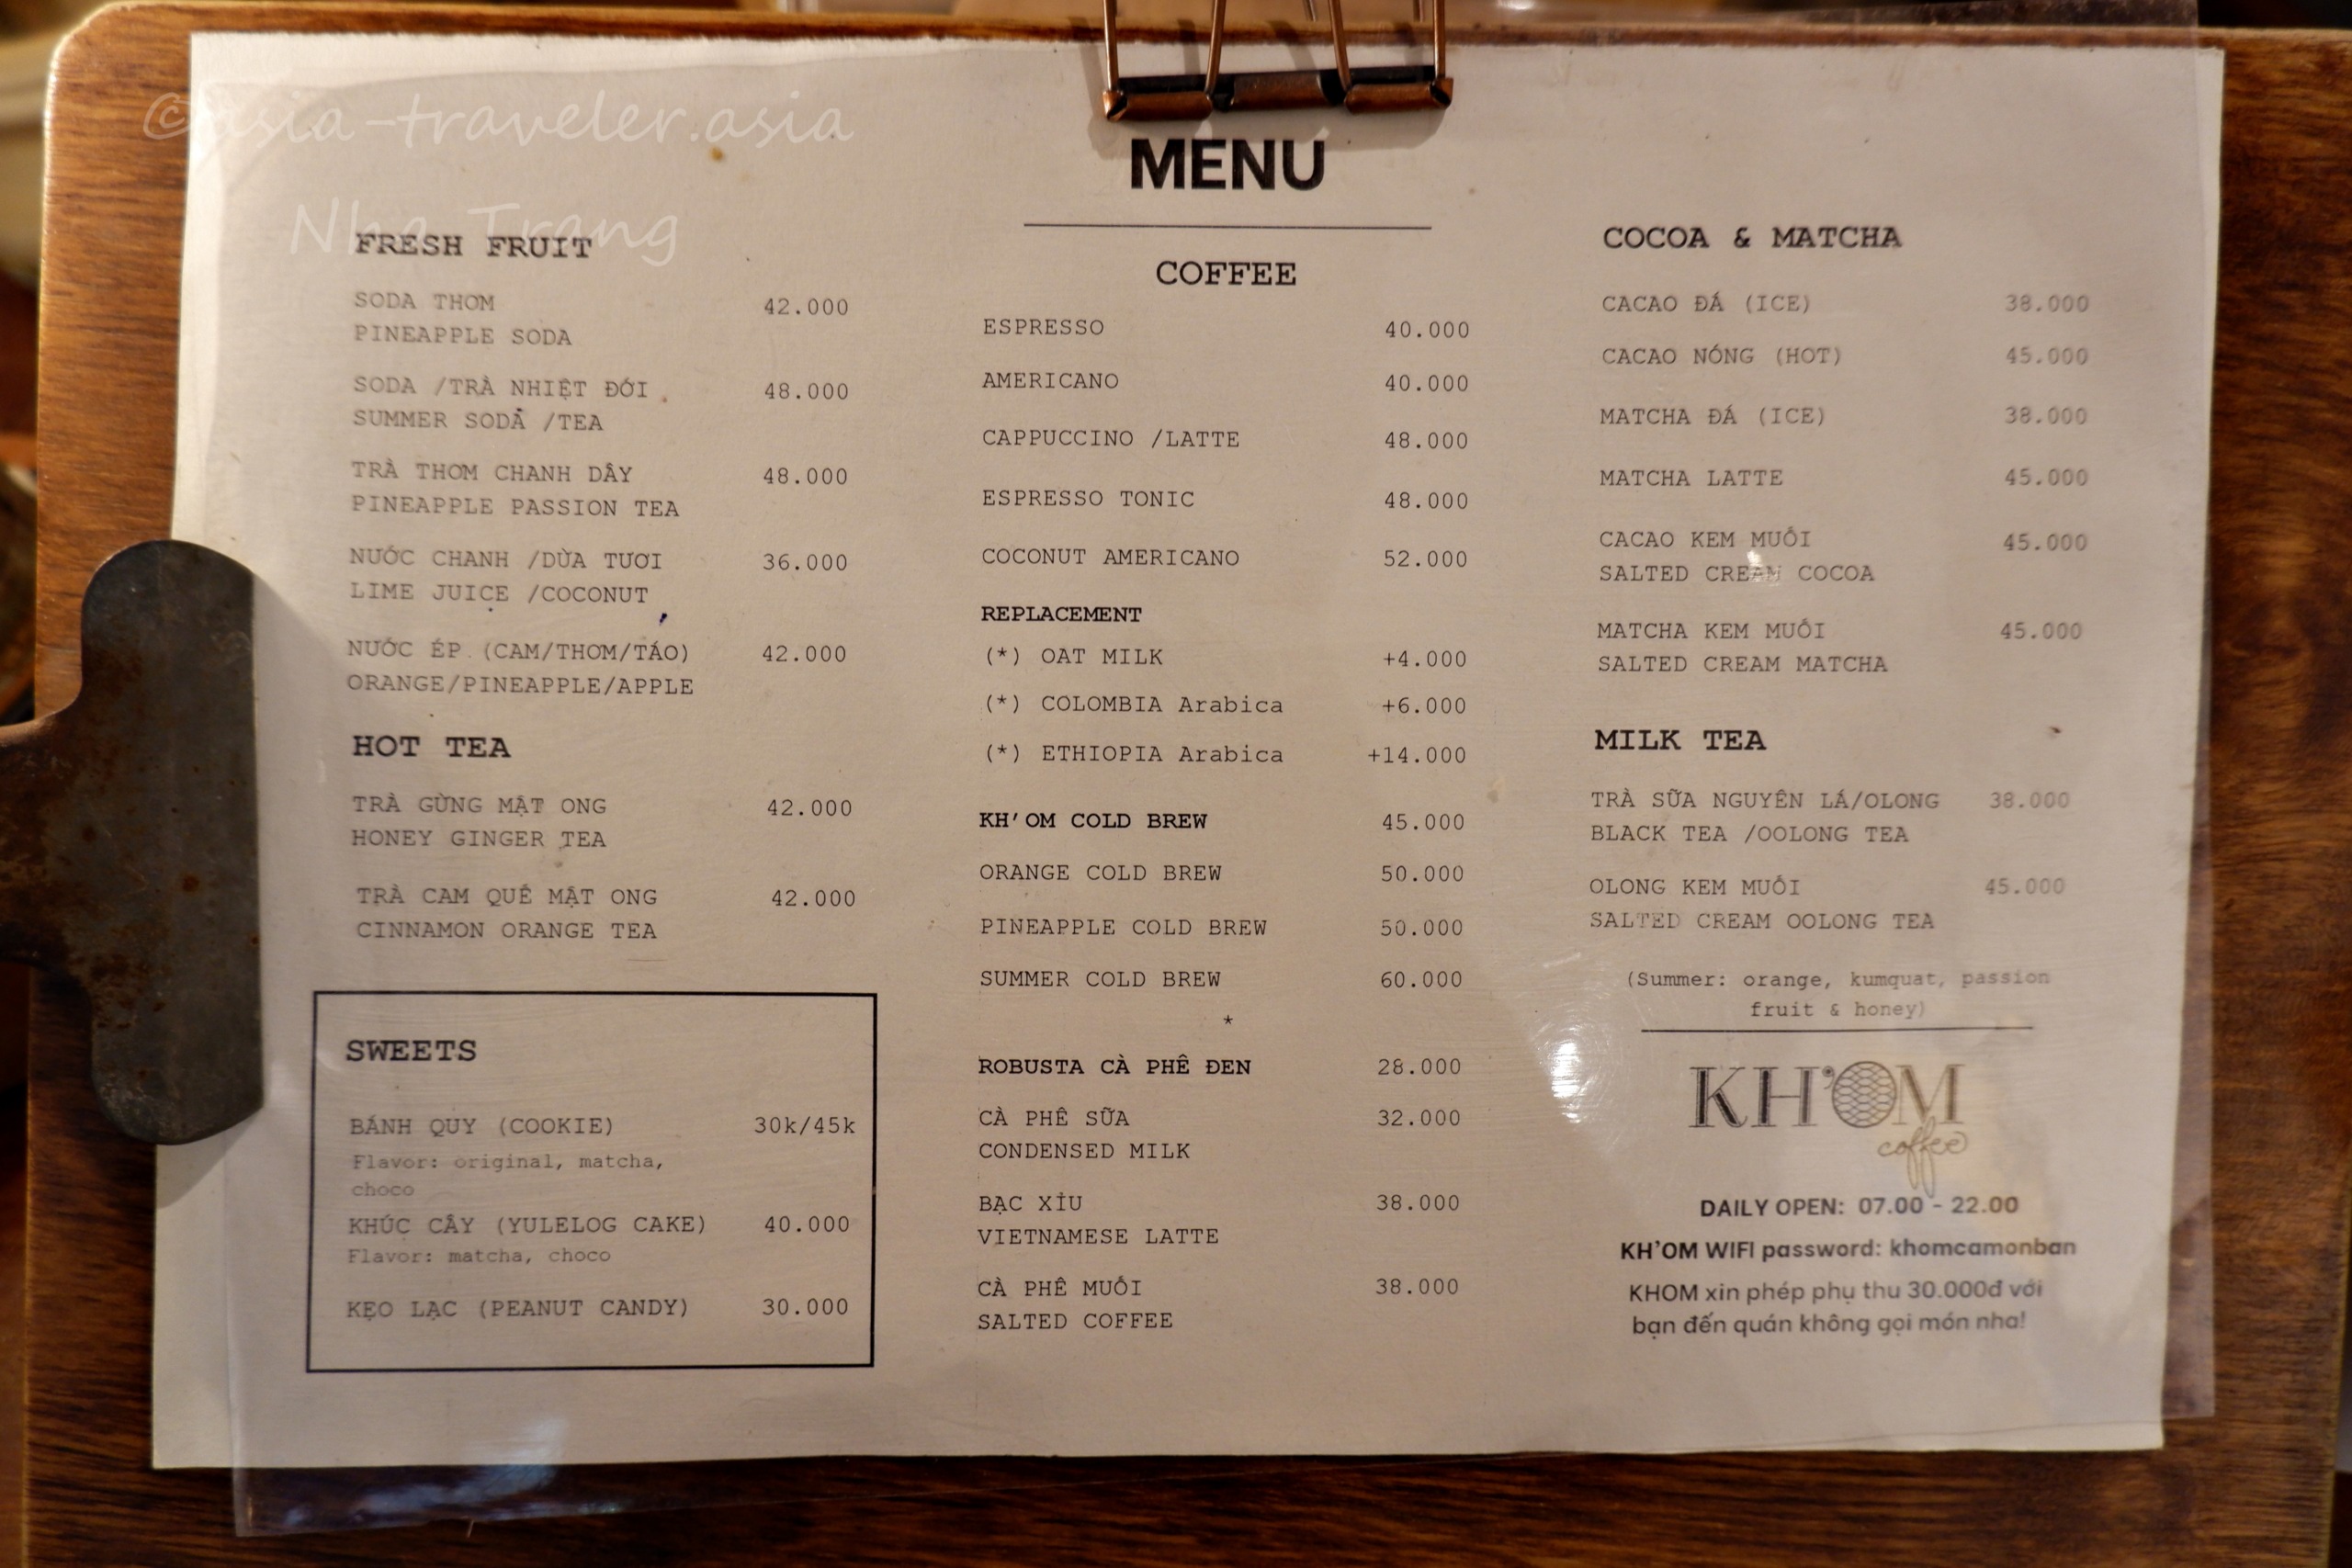 ©asia-traveler.asia
Nha Trang
MENU
FRESH FRUIT
SODA THOM 42.000
PINEAPPLE SODA
SODA /TRÀ NHIỆT ĐỚI 48.000
SUMMER SODA /TEA
TRÀ THOM CHANH DÂY 48.000
PINEAPPLE PASSION TEA
NUỚC CHANH /DỪA TUOI 36.000
LIME JUICE /COCONUT
NUỚC ÉP (CAM/THOM/TÁO) 42.000
ORANGE/PINEAPPLE/APPLE
HOT TEA
TRÀ GỪNG MẬT ONG 42.000
HONEY GINGER TEA
TRÀ CAM QUẾ MẬT ONG 42.000
CINNAMON ORANGE TEA
SWEETS
BÁNH QUY (COOKIE) 30k/45k
Flavor: original, matcha,
choco
KHÚC CÂY (YULELOG CAKE) 40.000
Flavor: matcha, choco
KẸO LẠC (PEANUT CANDY) 30.000
COFFEE
ESPRESSO 40.000
AMERICANO 40.000
CAPPUCCINO /LATTE 48.000
ESPRESSO TONIC 48.000
COCONUT AMERICANO 52.000
REPLACEMENT
(*) OAT MILK +4.000
(*) COLOMBIA Arabica +6.000
(*) ETHIOPIA Arabica +14.000
KH'OM COLD BREW 45.000
ORANGE COLD BREW 50.000
PINEAPPLE COLD BREW 50.000
SUMMER COLD BREW 60.000
*
ROBUSTA CÀ PHÊ ĐEN 28.000
CÀ PHÊ SỮA 32.000
CONDENSED MILK
BẠC XỈU 38.000
VIETNAMESE LATTE
CÀ PHÊ MUỐI 38.000
SALTED COFFEE
COCOA & MATCHA
CACAO ĐÁ (ICE) 38.000
CACAO NÓNG (HOT) 45.000
MATCHA ĐÁ (ICE) 38.000
MATCHA LATTE 45.000
CACAO KEM MUỐI 45.000
SALTED CREAM COCOA
MATCHA KEM MUỐI 45.000
SALTED CREAM MATCHA
MILK TEA
TRÀ SỮA NGUYÊN LÁ/OLONG 38.000
BLACK TEA /OOLONG TEA
OLONG KEM MUỐI 45.000
SALTED CREAM OOLONG TEA
(Summer: orange, kumquat, passion
fruit & honey)
KH'OM
coffee
DAILY OPEN: 07.00 - 22.00
KH'OM WIFI password: khomcamonban
KHOM xin phép phụ thu 30.000đ với
bạn đến quán không gọi món nha!